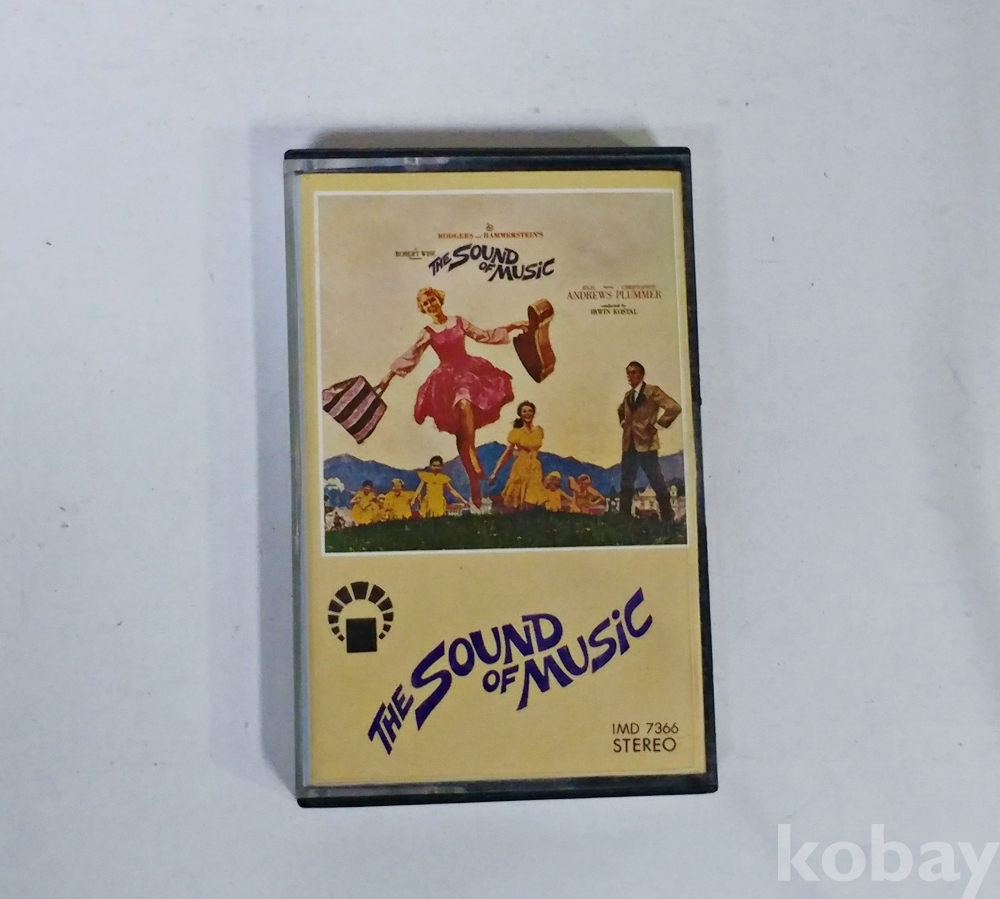 RODGERS AND HAMMERSTEIN'S
ROBERT WISE
THE SOUND
OF MUSIC
ANDREWS PLUMMER
conducted by
IRWIN KOSTAL
THE SOUND
OF MUSIC
IMD 7366
STEREO
kobay